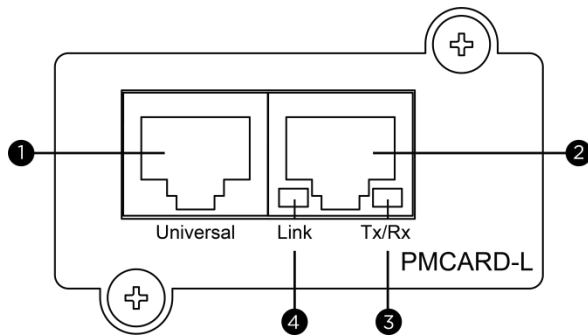 1
2
Universal
Link
Tx/Rx
PMCARD-L
4
3